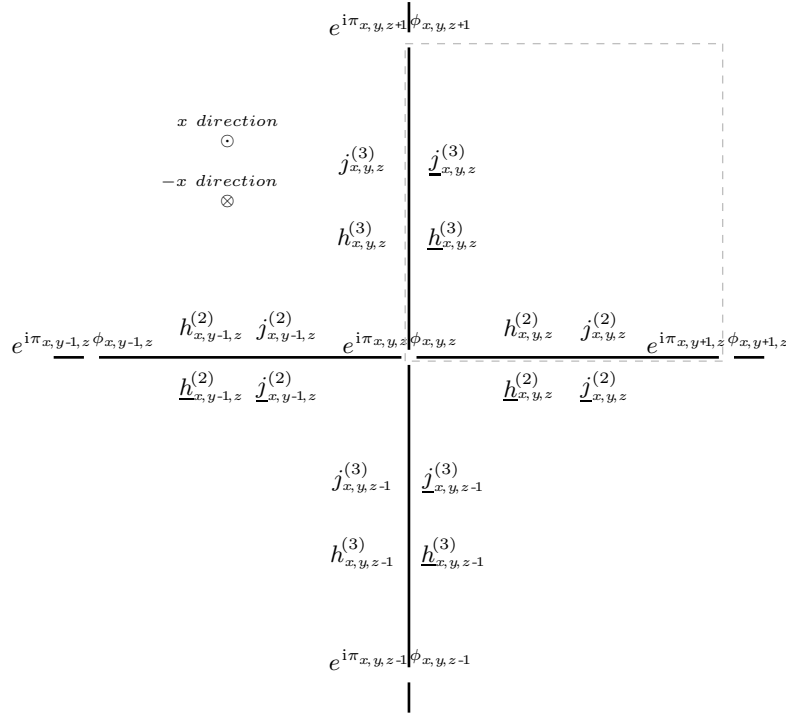 e^{iπ_{x,y,z+1}ϕ_{x,y,z+1}}
x direction
⊙
j^{(3)}_{x,y,z} \underline{j}^{(3)}_{x,y,z}
−x direction
⊗
h^{(3)}_{x,y,z} \underline{h}^{(3)}_{x,y,z}
h^{(2)}_{x,y-1,z} j^{(2)}_{x,y-1,z} h^{(2)}_{x,y,z} j^{(2)}_{x,y,z}
e^{iπ_{x,y-1,z}ϕ_{x,y-1,z}} e^{iπ_{x,y,z}ϕ_{x,y,z}} e^{iπ_{x,y+1,z}ϕ_{x,y+1,z}}
\underline{h}^{(2)}_{x,y-1,z} \underline{j}^{(2)}_{x,y-1,z} \underline{h}^{(2)}_{x,y,z} \underline{j}^{(2)}_{x,y,z}
j^{(3)}_{x,y,z-1} \underline{j}^{(3)}_{x,y,z-1}
h^{(3)}_{x,y,z-1} \underline{h}^{(3)}_{x,y,z-1}
e^{iπ_{x,y,z-1}ϕ_{x,y,z-1}}